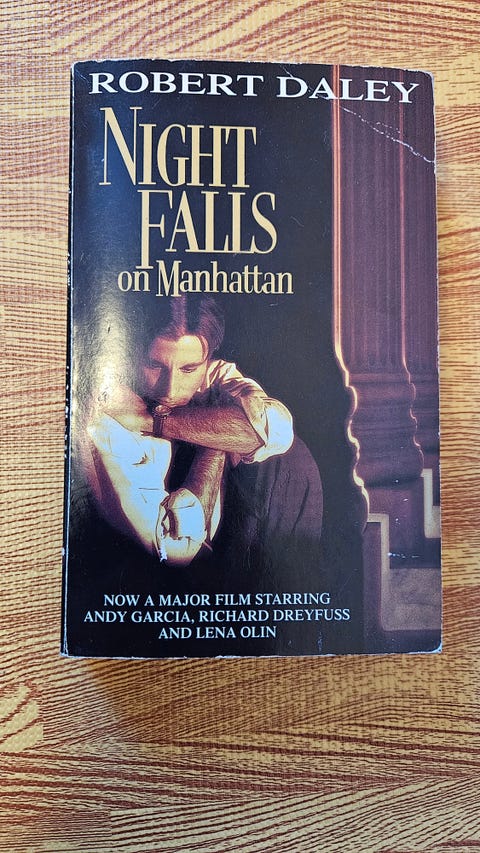 ROBERT DALEY
NIGHT
FALLS
on Manhattan
NOW A MAJOR FILM STARRING
ANDY GARCIA, RICHARD DREYFUSS
AND LENA OLIN